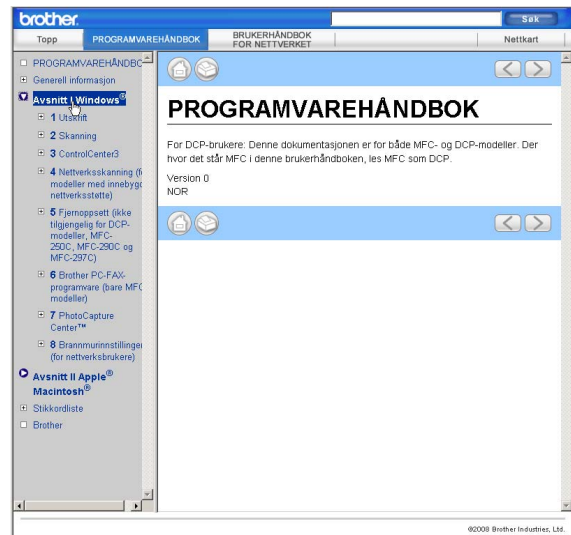 brother.
Søk
Topp
PROGRAMVAREHÅNDBOK
BRUKERHÅNDBOK
FOR NETTVERKET
Nettkart
PROGRAMVAREHÅNDBO
Generell informasjon
Avsnitt I Windows®
1 Utskrift
2 Skanning
3 ControlCenter3
4 Nettverksskanning (fo
modeller med innebygd
nettverksstøtte)
5 Fjernoppsett (ikke
tilgjengelig for DCP-
modeller, MFC-
250C, MFC-290C og
MFC-297C)
6 Brother PC-FAX-
programvare (bare MFC
modeller)
7 PhotoCapture
Center™
8 Brannmurinnstillinger
(for nettverksbrukere)
Avsnitt II Apple®
Macintosh®
Stikkordliste
Brother
PROGRAMVAREHÅNDBOK
For DCP-brukere: Denne dokumentasjonen er for både MFC- og DCP-modeller. Der
hvor det står MFC i denne brukerhåndboken, les MFC som DCP.
Version 0
NOR
©2008 Brother Industries, Ltd.